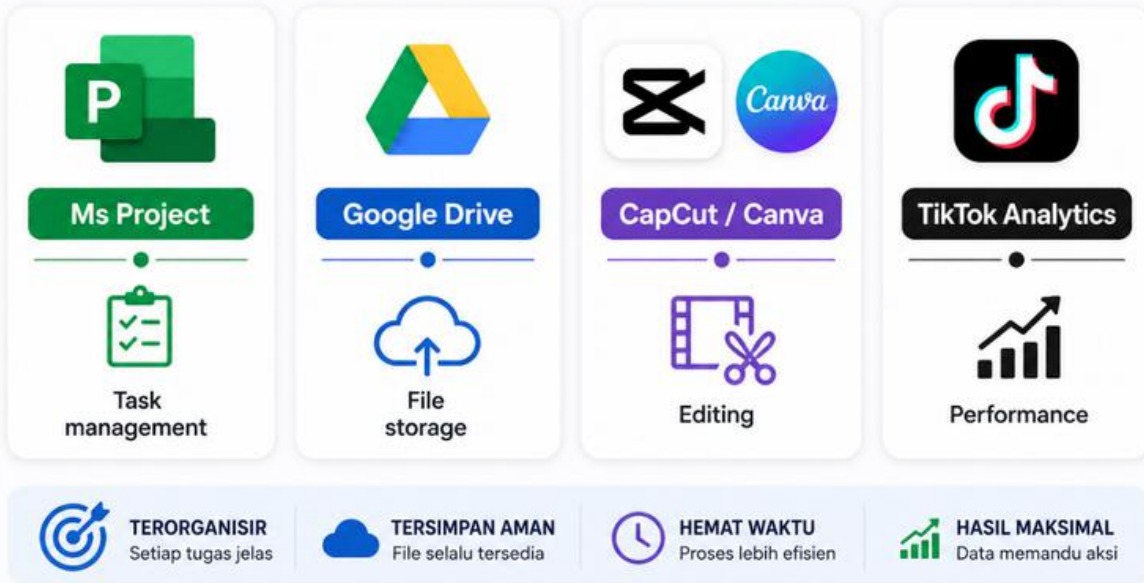 P
Canva
Ms Project
Google Drive
CapCut / Canva
TikTok Analytics
Task
management
File
storage
Editing
Performance
TERORGANISIR
Setiap tugas jelas
TERSIMPAN AMAN
File selalu tersedia
HEMAT WAKTU
Proses lebih efisien
HASIL MAKSIMAL
Data memandu aksi